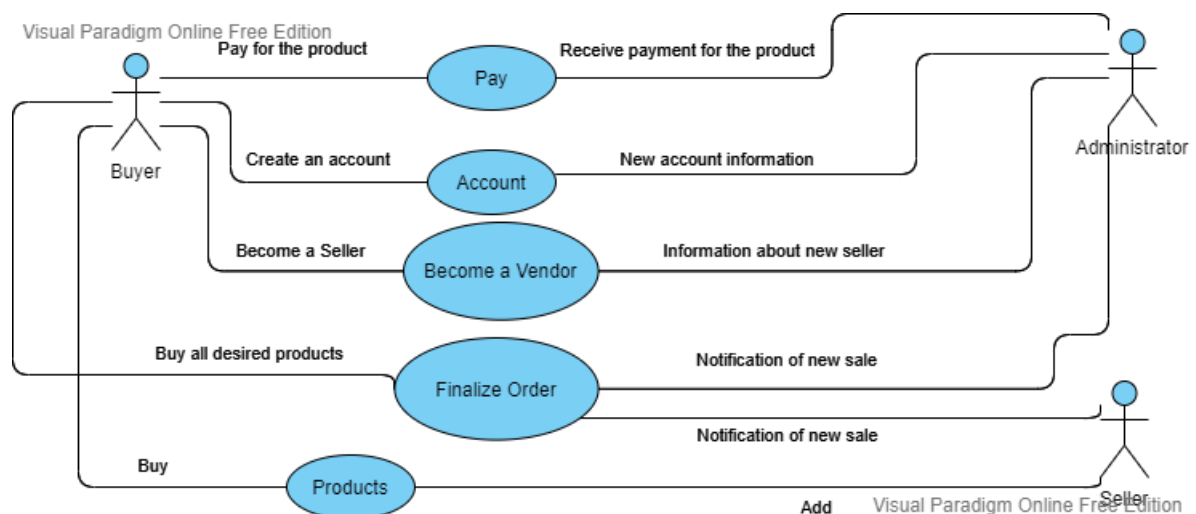 Visual Paradigm Online Free Edition
Pay for the product
Receive payment for the product
Pay
Buyer
Administrator
Create an account
New account information
Account
Become a Seller
Information about new seller
Become a Vendor
Buy all desired products
Notification of new sale
Finalize Order
Notification of new sale
Buy
Products
Seller
Add
Visual Paradigm Online Free Edition